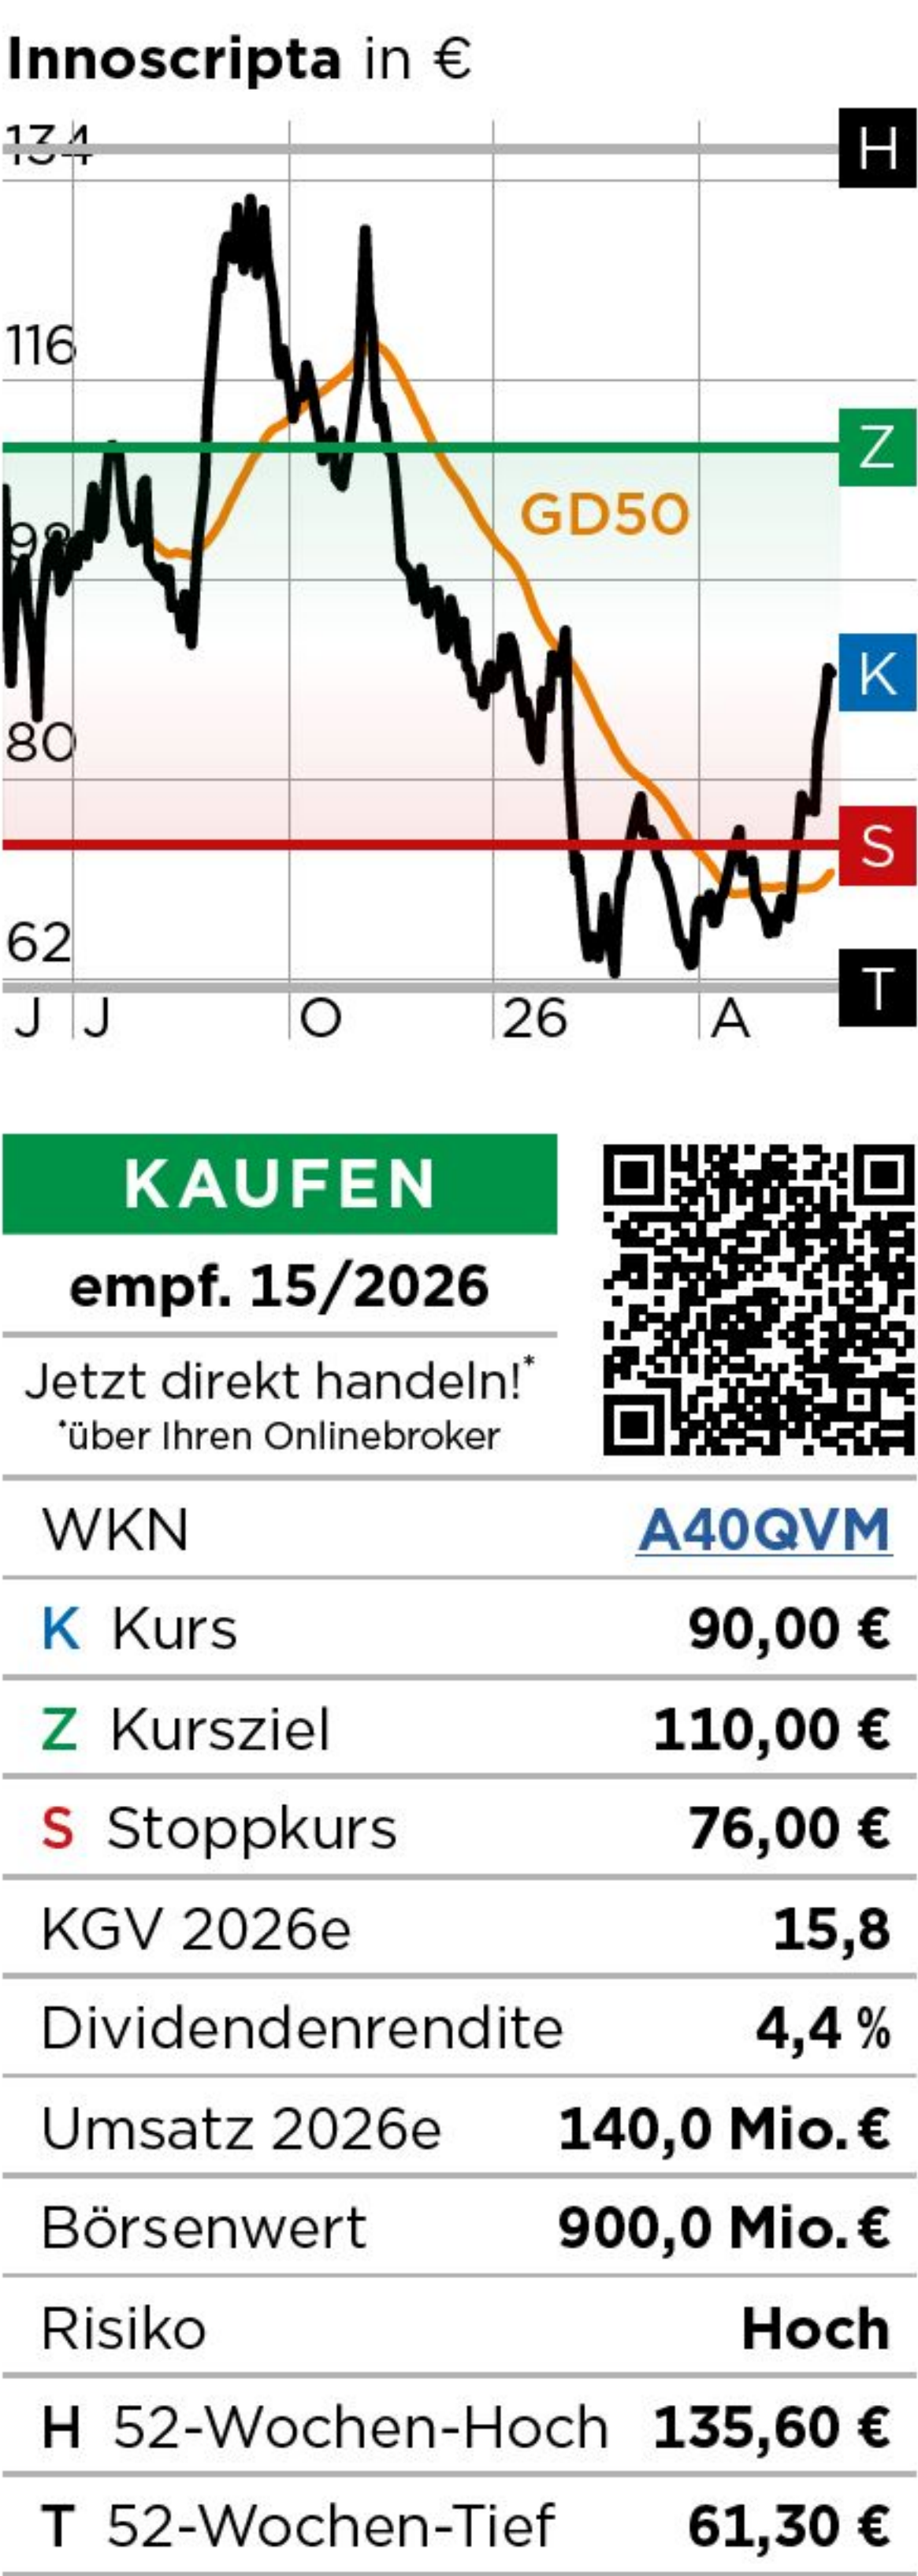 Innoscripta in €
134
H
116
Z
GD50
98
K
80
S
62
T
J J O 26 A
KAUFEN
empf. 15/2026
Jetzt direkt handeln!*
*über Ihren Onlinebroker
WKN A40QVM
K Kurs 90,00 €
Z Kursziel 110,00 €
S Stoppkurs 76,00 €
KGV 2026e 15,8
Dividendenrendite 4,4 %
Umsatz 2026e 140,0 Mio. €
Börsenwert 900,0 Mio. €
Risiko Hoch
H 52-Wochen-Hoch 135,60 €
T 52-Wochen-Tief 61,30 €